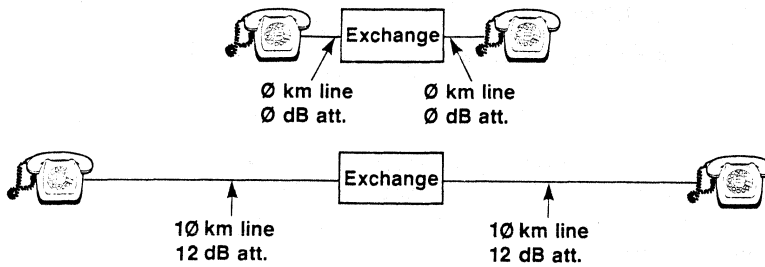 Exchange
Ø km line
Ø dB att.
Ø km line
Ø dB att.
Exchange
1Ø km line
12 dB att.
1Ø km line
12 dB att.